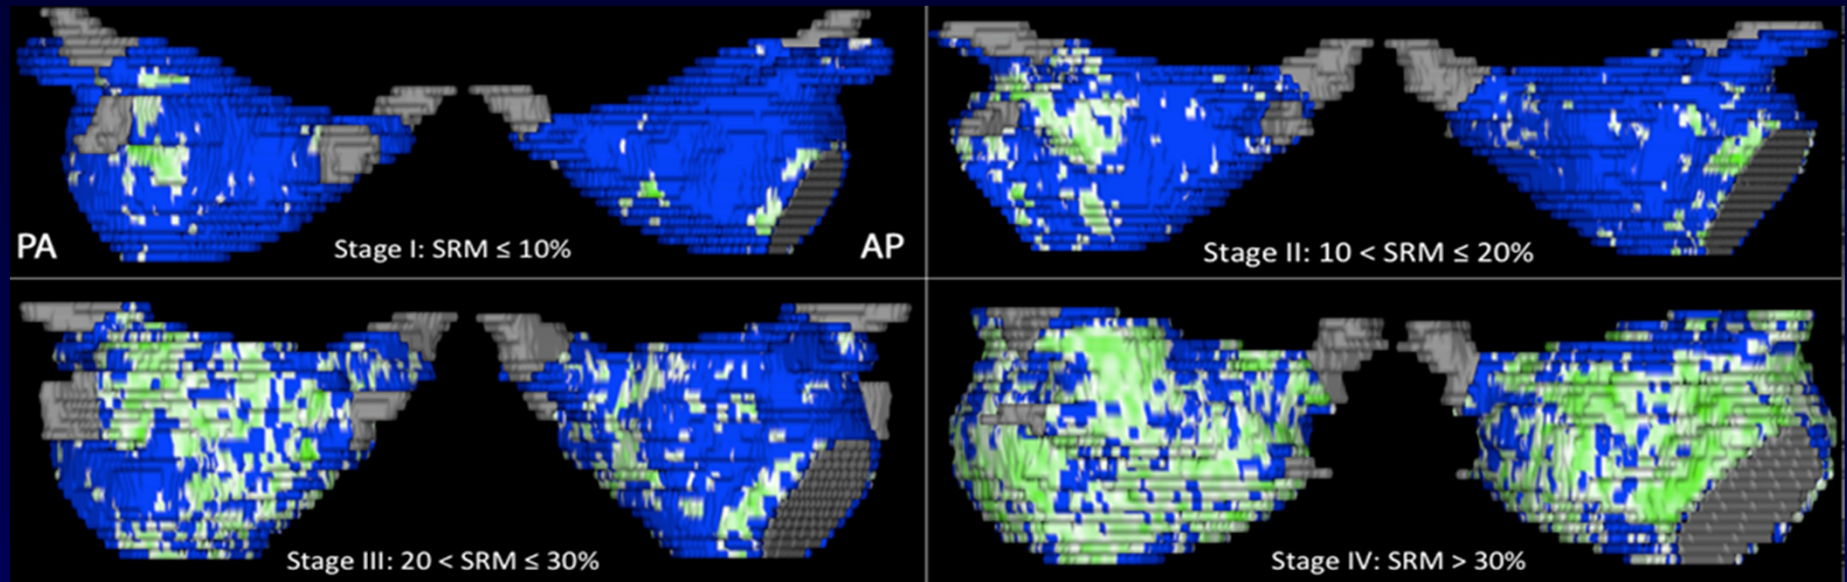 PA
Stage I: SRM ≤ 10%
AP
Stage II: 10 < SRM ≤ 20%
Stage III: 20 < SRM ≤ 30%
Stage IV: SRM > 30%